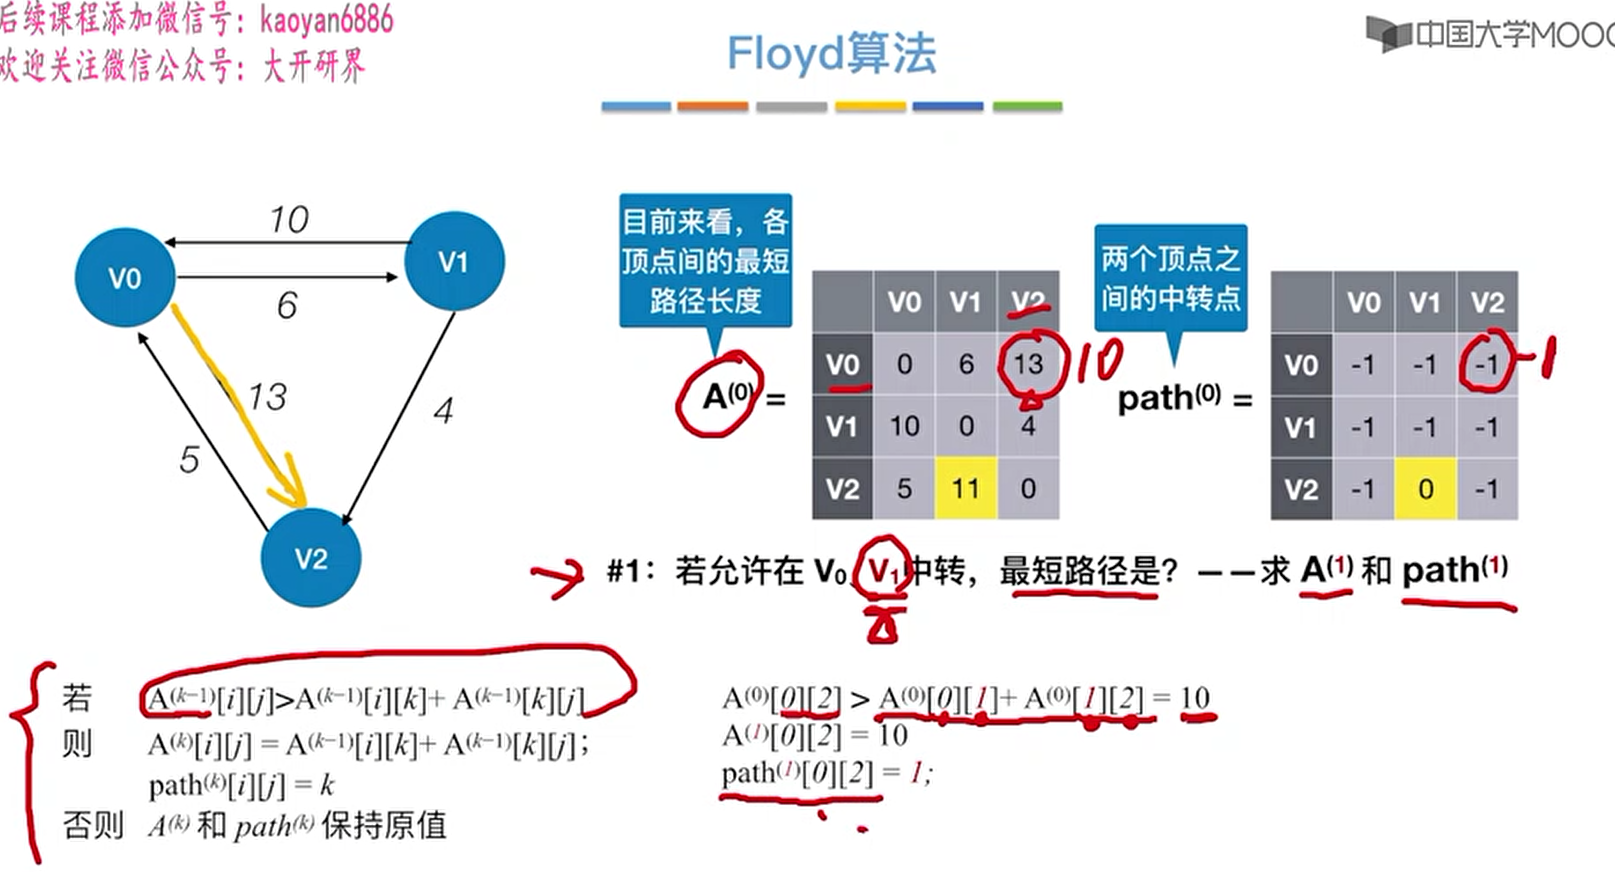 后续课程添加微信号：kaoyan6886
欢迎关注微信公众号：大开研界
中国大学MOOC
Floyd算法
10
V0
V1
6
13
4
5
V2
目前来看，各
顶点间的最短
路径长度
A(0) =
V0 V1 V2
V0 0 6 13
V1 10 0 4
V2 5 11 0
10
两个顶点之
间的中转点
path(0) =
V0 V1 V2
V0 -1 -1 -1
V1 -1 -1 -1
V2 -1 0 -1
1
#1：若允许在 V0、V1中转，最短路径是？——求 A(1) 和 path(1)
若 A(k−1)[i][j]>A(k−1)[i][k]+ A(k−1)[k][j]
则 A(k)[i][j] = A(k−1)[i][k]+ A(k−1)[k][j]；
path(k)[i][j] = k
否则 A(k) 和 path(k) 保持原值
A(0)[0][2] > A(0)[0][1]+ A(0)[1][2] = 10
A(1)[0][2] = 10
path(1)[0][2] = 1;